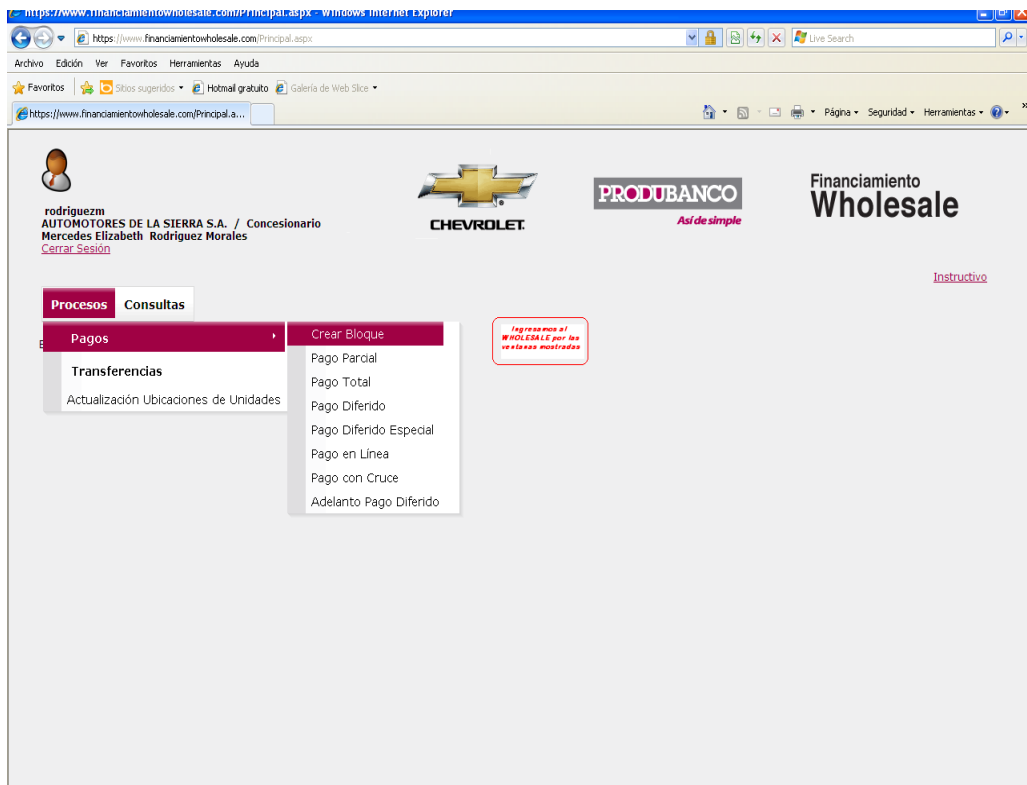 https://www.financiamientowholesale.com/Principal.aspx - Windows Internet Explorer
https://www.financiamientowholesale.com/Principal.aspx
Live Search
Archivo Edición Ver Favoritos Herramientas Ayuda
Favoritos Sitios sugeridos Hotmail gratuito Galería de Web Slice
https://www.financiamientowholesale.com/Principal.a...
Página Seguridad Herramientas
rodriguezm
AUTOMOTORES DE LA SIERRA S.A. / Concesionario
Mercedes Elizabeth Rodriguez Morales
Cerrar Sesión
CHEVROLET.
PRODUBANCO
Así de simple
Financiamiento
Wholesale
Instructivo
Procesos Consultas
Pagos
Transferencias
Actualización Ubicaciones de Unidades
Crear Bloque
Pago Parcial
Pago Total
Pago Diferido
Pago Diferido Especial
Pago en Línea
Pago con Cruce
Adelanto Pago Diferido
Ingresamos al
WHOLESALE por las
ventanas mostradas